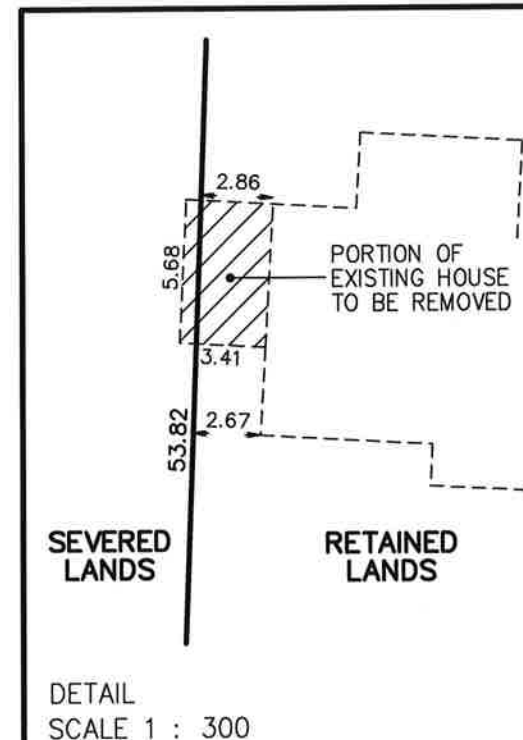 2.86
5.68
PORTION OF
EXISTING HOUSE
TO BE REMOVED
3.41
2.67
53.82
SEVERED
LANDS
RETAINED
LANDS
DETAIL
SCALE 1 : 300